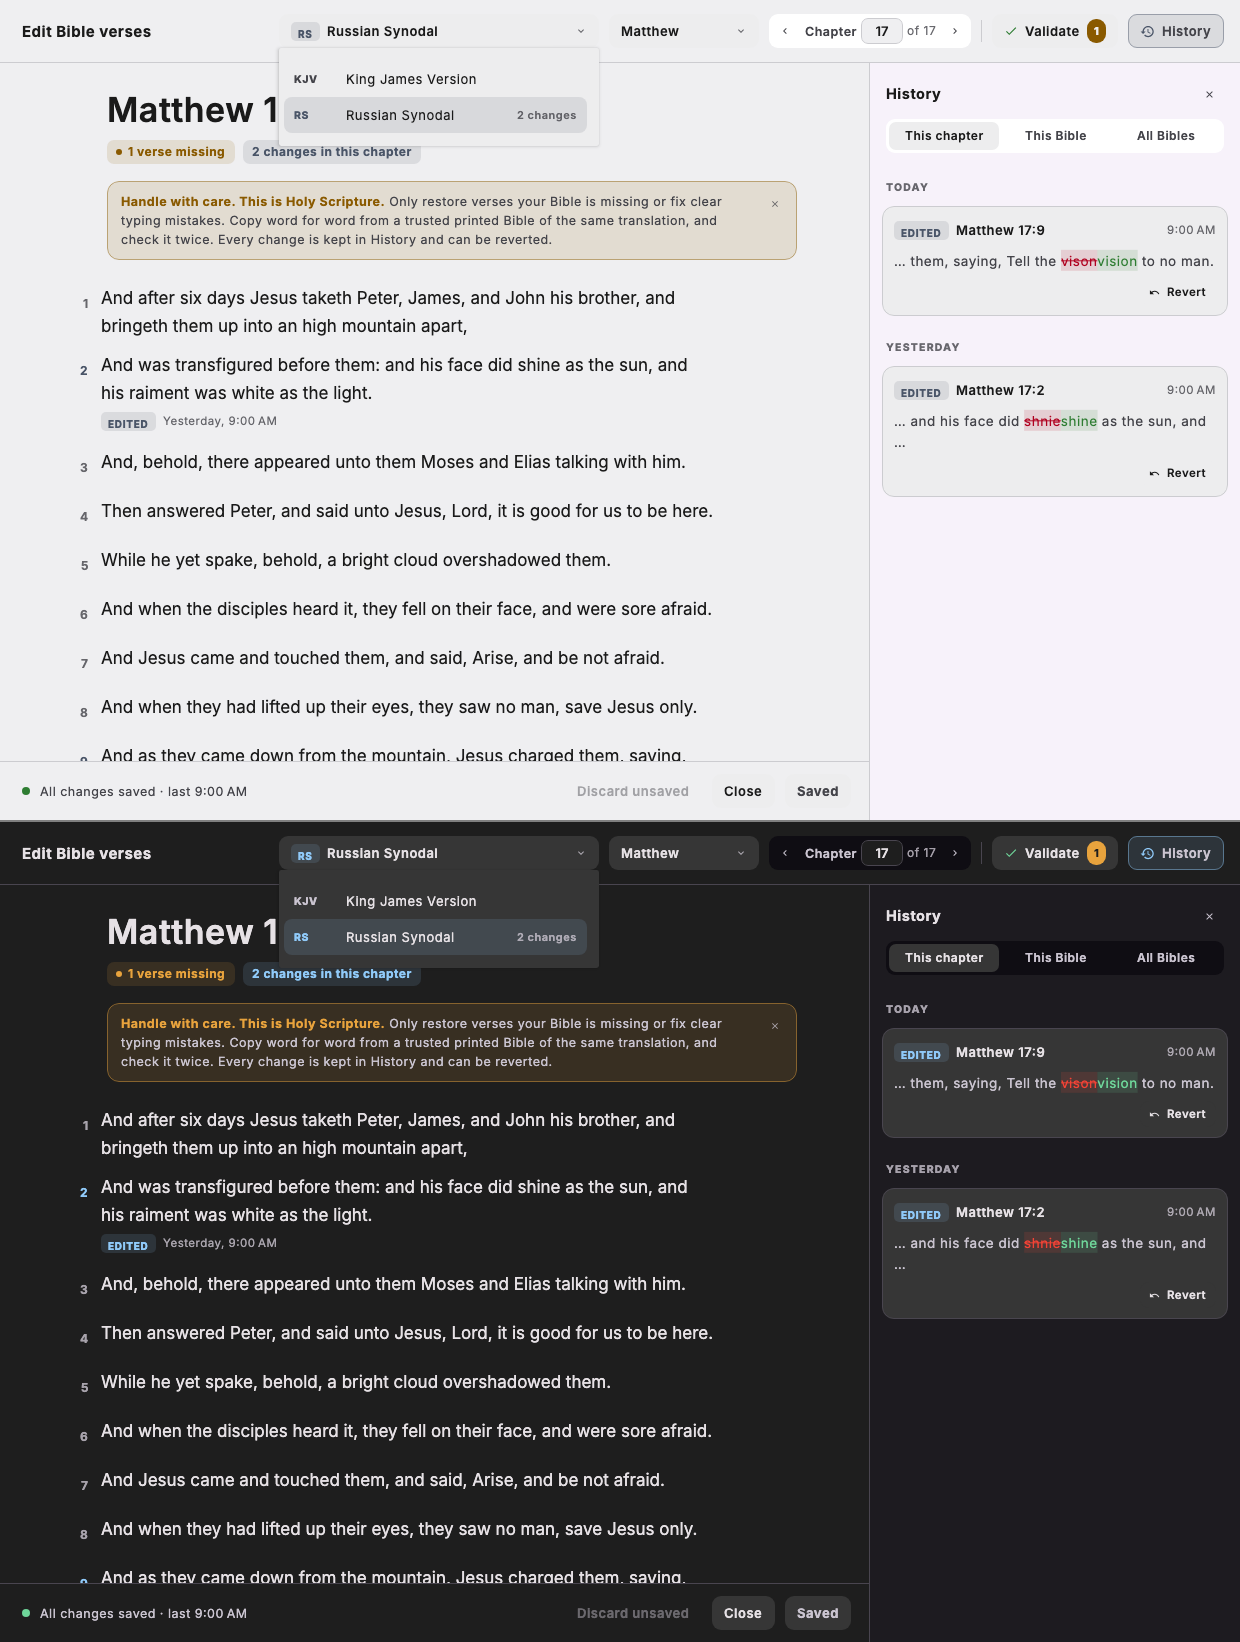 Edit Bible verses
RS Russian Synodal
Matthew
‹ Chapter 17 of 17 ›
Validate 1
History
KJV King James Version
RS Russian Synodal 2 changes
Matthew 1
1 verse missing
2 changes in this chapter
Handle with care. This is Holy Scripture. Only restore verses your Bible is missing or fix clear
typing mistakes. Copy word for word from a trusted printed Bible of the same translation, and
check it twice. Every change is kept in History and can be reverted.
1 And after six days Jesus taketh Peter, James, and John his brother, and
bringeth them up into an high mountain apart,
2 And was transfigured before them: and his face did shine as the sun, and
his raiment was white as the light.
EDITED Yesterday, 9:00 AM
3 And, behold, there appeared unto them Moses and Elias talking with him.
4 Then answered Peter, and said unto Jesus, Lord, it is good for us to be here.
5 While he yet spake, behold, a bright cloud overshadowed them.
6 And when the disciples heard it, they fell on their face, and were sore afraid.
7 And Jesus came and touched them, and said, Arise, and be not afraid.
8 And when they had lifted up their eyes, they saw no man, save Jesus only.
9 And as they came down from the mountain, Jesus charged them, saying,
All changes saved · last 9:00 AM
Discard unsaved
Close
Saved
History ×
This chapter This Bible All Bibles
TODAY
EDITED Matthew 17:9 9:00 AM
... them, saying, Tell the visonvision to no man.
Revert
YESTERDAY
EDITED Matthew 17:2 9:00 AM
... and his face did shnieshine as the sun, and
...
Revert
Edit Bible verses
RS Russian Synodal
Matthew
‹ Chapter 17 of 17 ›
Validate 1
History
KJV King James Version
RS Russian Synodal 2 changes
Matthew 1
1 verse missing
2 changes in this chapter
Handle with care. This is Holy Scripture. Only restore verses your Bible is missing or fix clear
typing mistakes. Copy word for word from a trusted printed Bible of the same translation, and
check it twice. Every change is kept in History and can be reverted.
1 And after six days Jesus taketh Peter, James, and John his brother, and
bringeth them up into an high mountain apart,
2 And was transfigured before them: and his face did shine as the sun, and
his raiment was white as the light.
EDITED Yesterday, 9:00 AM
3 And, behold, there appeared unto them Moses and Elias talking with him.
4 Then answered Peter, and said unto Jesus, Lord, it is good for us to be here.
5 While he yet spake, behold, a bright cloud overshadowed them.
6 And when the disciples heard it, they fell on their face, and were sore afraid.
7 And Jesus came and touched them, and said, Arise, and be not afraid.
8 And when they had lifted up their eyes, they saw no man, save Jesus only.
9 And as they came down from the mountain, Jesus charged them, saying,
All changes saved · last 9:00 AM
Discard unsaved
Close
Saved
History ×
This chapter This Bible All Bibles
TODAY
EDITED Matthew 17:9 9:00 AM
... them, saying, Tell the visonvision to no man.
Revert
YESTERDAY
EDITED Matthew 17:2 9:00 AM
... and his face did shnieshine as the sun, and
...
Revert